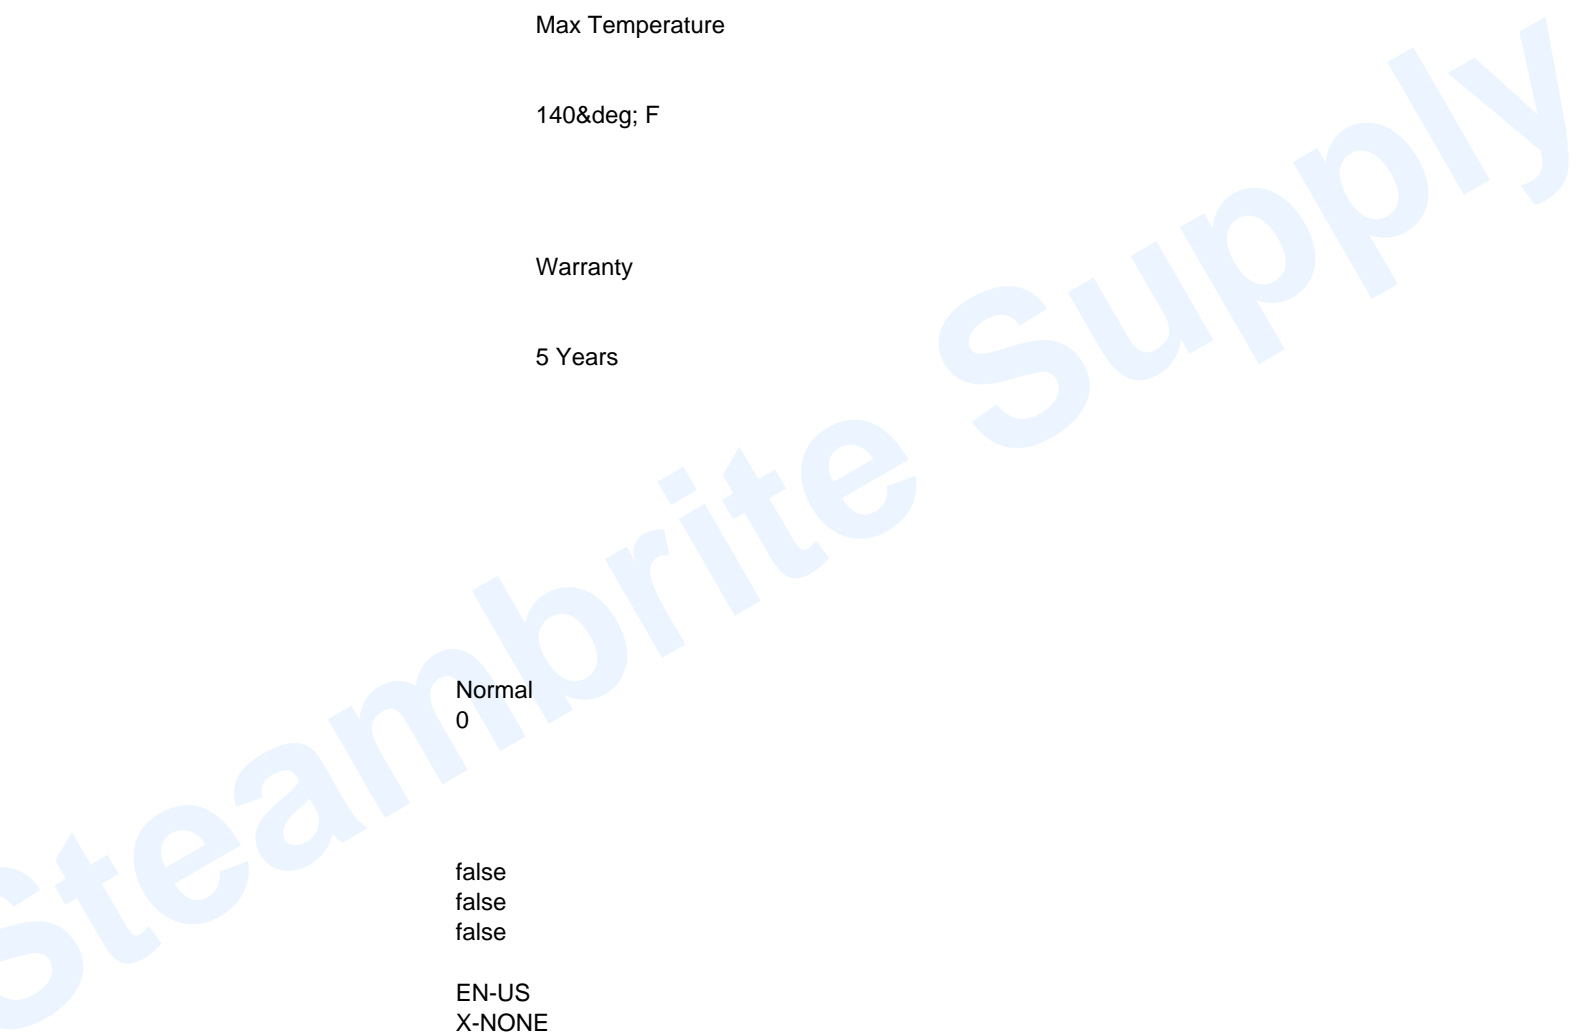 Max Temperature
140&deg; F
Warranty
5 Years
Steambrite Supply
Normal
0
false
false
false
EN-US
X-NONE